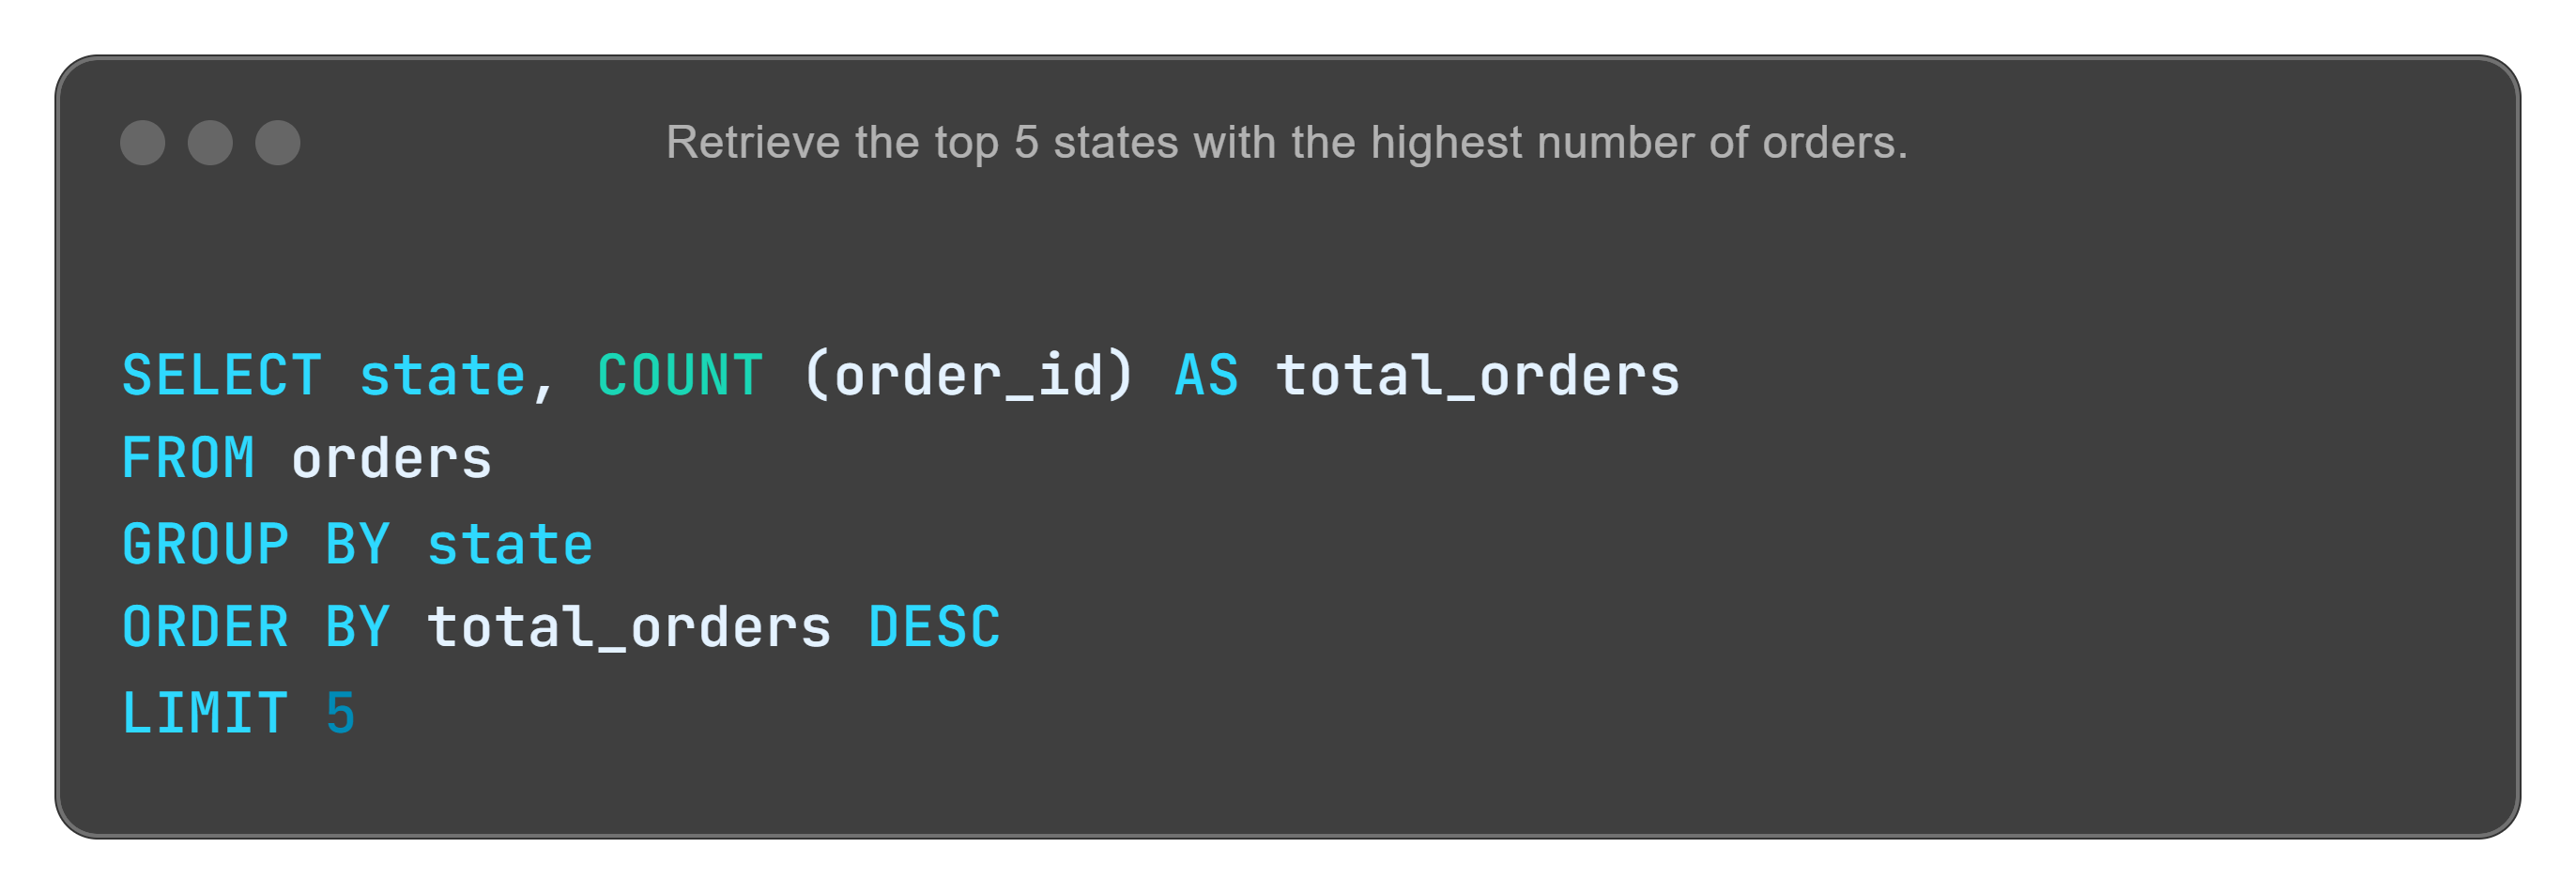 Retrieve the top 5 states with the highest number of orders.
SELECT state, COUNT (order_id) AS total_orders
FROM orders
GROUP BY state
ORDER BY total_orders DESC
LIMIT 5